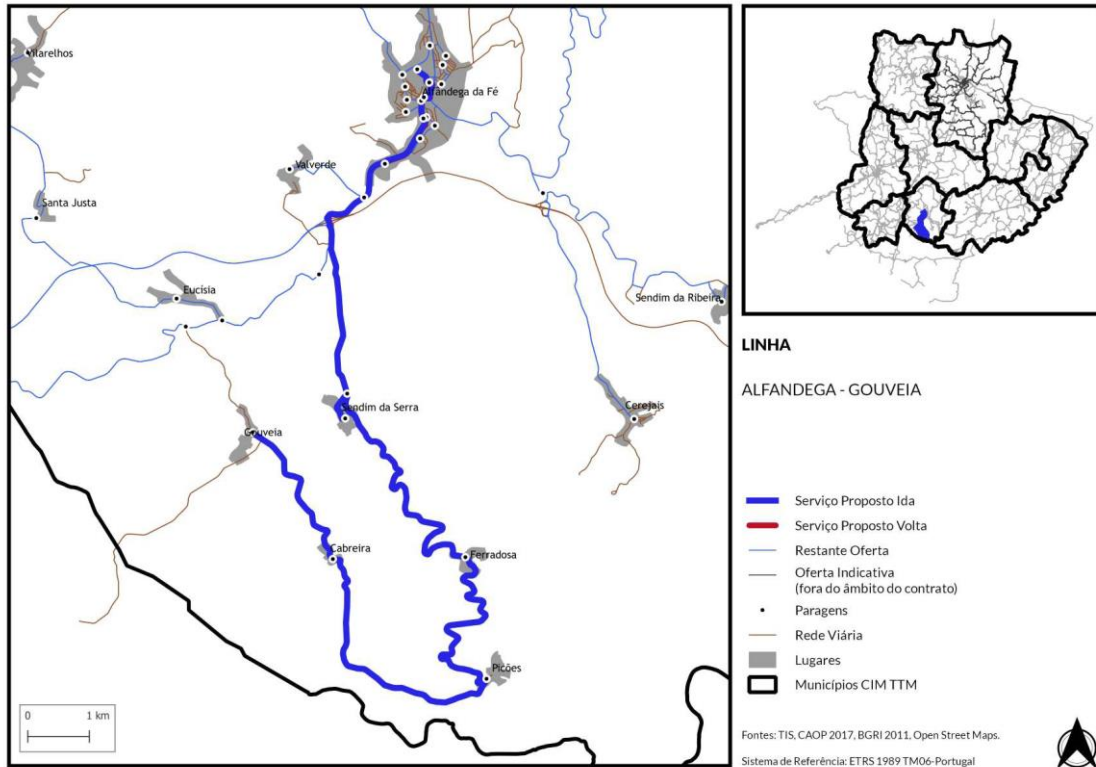 Vilarelhos
Alfandega da Fé
Valverde
Santa Justa
Eucísia
Sendim da Ribeira
Sendim da Serra
Cerejais
Gouveia
Cabreira
Ferradosa
Picões
0 1 km
LINHA
ALFANDEGA - GOUVEIA
Serviço Proposto Ida
Serviço Proposto Volta
Restante Oferta
Oferta Indicativa
(fora do âmbito do contrato)
Paragens
Rede Viária
Lugares
Municípios CIM TTM
Fontes: TIS, CAOP 2017, BGRI 2011, Open Street Maps.
Sistema de Referência: ETRS 1989 TM06-Portugal